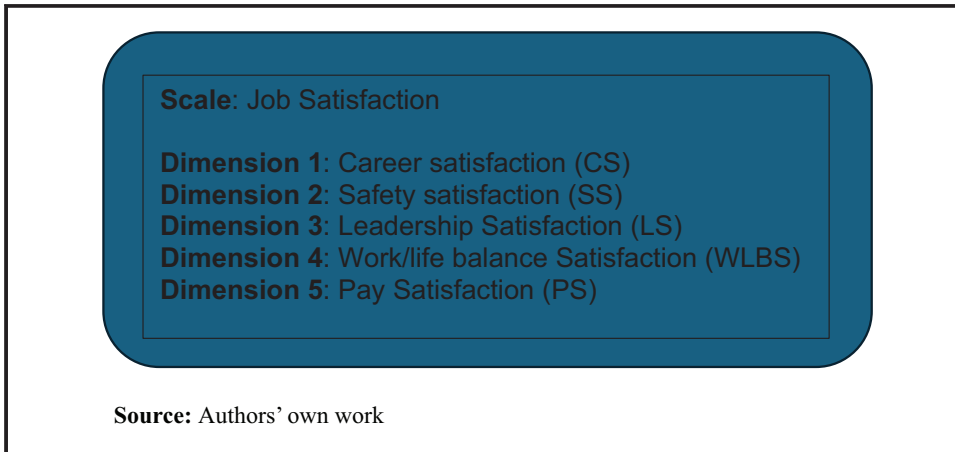 Scale: Job Satisfaction
Dimension 1: Career satisfaction (CS)
Dimension 2: Safety satisfaction (SS)
Dimension 3: Leadership Satisfaction (LS)
Dimension 4: Work/life balance Satisfaction (WLBS)
Dimension 5: Pay Satisfaction (PS)
Source: Authors’ own work